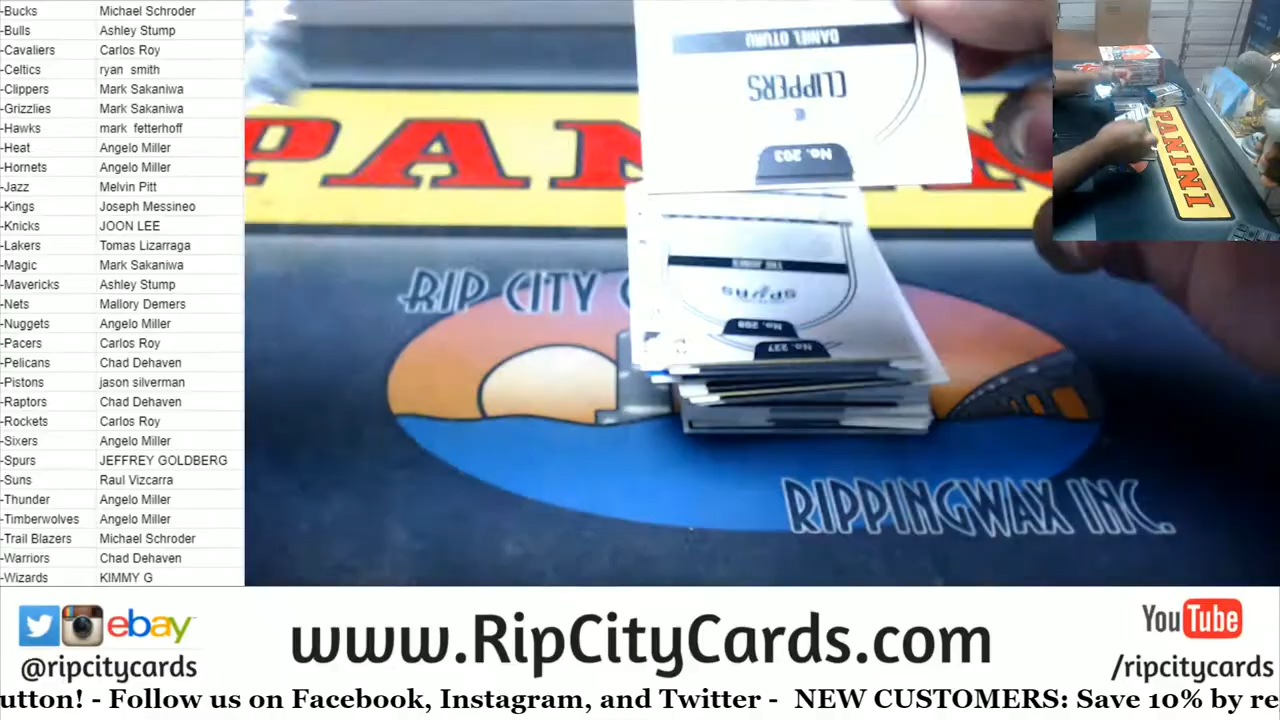 -Bucks Michael Schroder
-Bulls Ashley Stump
-Cavaliers Carlos Roy
-Celtics ryan smith
-Clippers Mark Sakaniwa
-Grizzlies Mark Sakaniwa
-Hawks mark fetterhoff
-Heat Angelo Miller
-Hornets Angelo Miller
-Jazz Melvin Pitt
-Kings Joseph Messineo
-Knicks JOON LEE
-Lakers Tomas Lizarraga
-Magic Mark Sakaniwa
-Mavericks Ashley Stump
-Nets Mallory Demers
-Nuggets Angelo Miller
-Pacers Carlos Roy
-Pelicans Chad Dehaven
-Pistons jason silverman
-Raptors Chad Dehaven
-Rockets Carlos Roy
-Sixers Angelo Miller
-Spurs JEFFREY GOLDBERG
-Suns Raul Vizcarra
-Thunder Angelo Miller
-Timberwolves Angelo Miller
-Trail Blazers Michael Schroder
-Warriors Chad Dehaven
-Wizards KIMMY G
DANIEL OTURU
CLIPPERS
No. 203
PANIN
SPURS
No. 208
No. 227
RIP CITY
RIPPINGWAX INC.
PANINI
ebay
@ripcitycards
www.RipCityCards.com
YouTube
/ripcitycards
utton! - Follow us on Facebook, Instagram, and Twitter - NEW CUSTOMERS: Save 10% by re